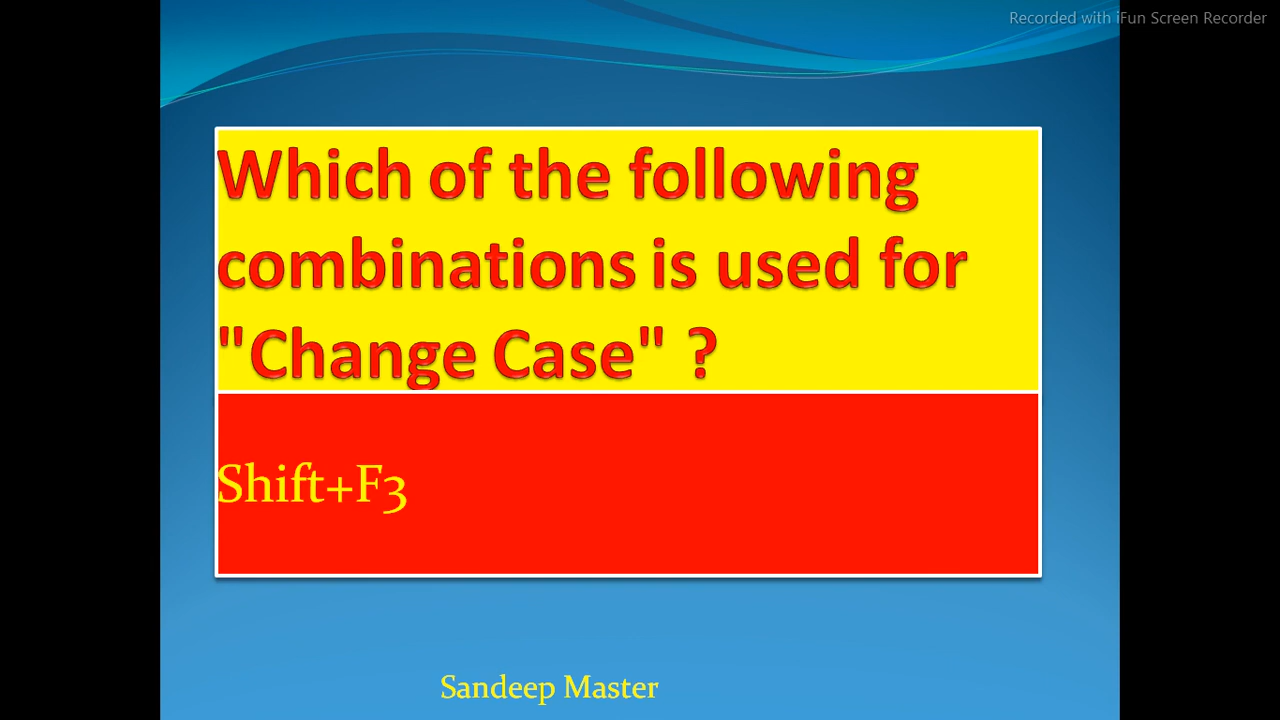 Recorded with iFun Screen Recorder
Which of the following
combinations is used for
"Change Case" ?
Shift+F3
Sandeep Master